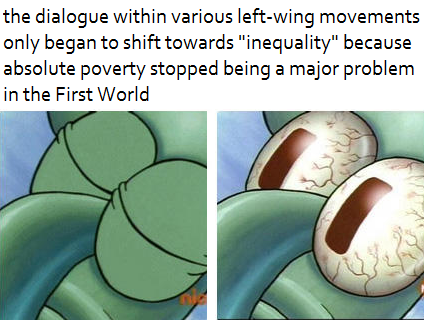 the dialogue within various left-wing movements
only began to shift towards "inequality" because
absolute poverty stopped being a major problem
in the First World
nick